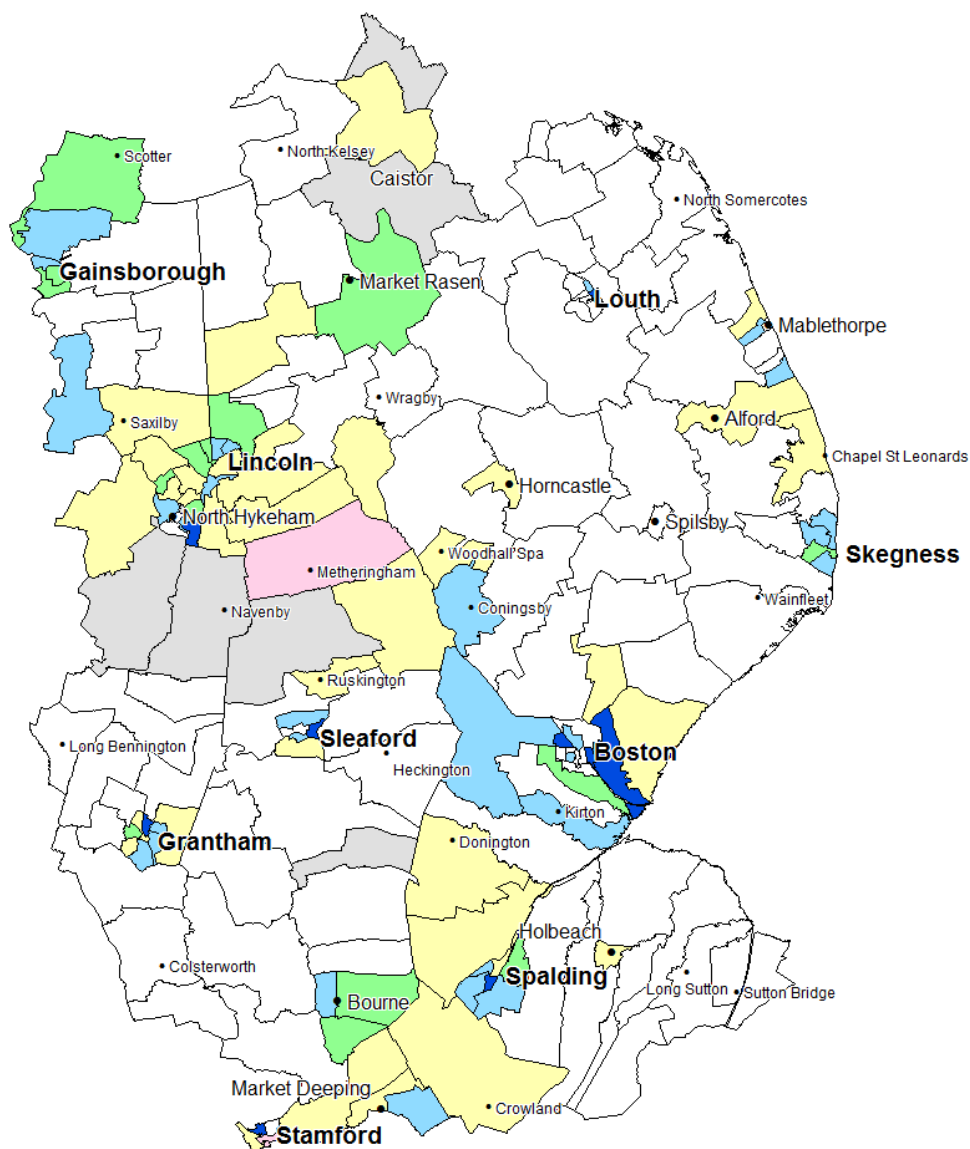 Scotter
North Kelsey
Caistor
North Somercotes
Gainsborough
Market Rasen
Louth
Mablethorpe
Wragby
Saxilby
Alford
Lincoln
Chapel St Leonards
Horncastle
North Hykeham
Spilsby
Woodhall Spa
Skegness
Metheringham
Wainfleet
Navenby
Coningsby
Ruskington
Sleaford
Long Bennington
Boston
Heckington
Kirton
Grantham
Donington
Holbeach
Colsterworth
Spalding
Long Sutton
Sutton Bridge
Bourne
Market Deeping
Crowland
Stamford